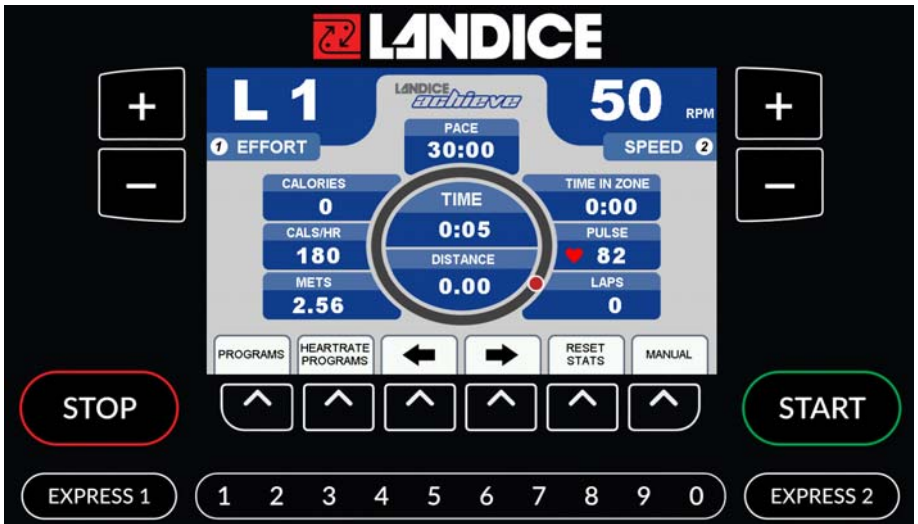 LANDICE
L 1
LANDICE
achieve
50 RPM
1 EFFORT
PACE
30:00
SPEED 2
CALORIES
0
TIME
0:05
TIME IN ZONE
0:00
CALS/HR
180
DISTANCE
0.00
PULSE
82
METS
2.56
LAPS
0
PROGRAMS
HEARTRATE
PROGRAMS
RESET
STATS
MANUAL
STOP
START
EXPRESS 1
1 2 3 4 5 6 7 8 9 0
EXPRESS 2